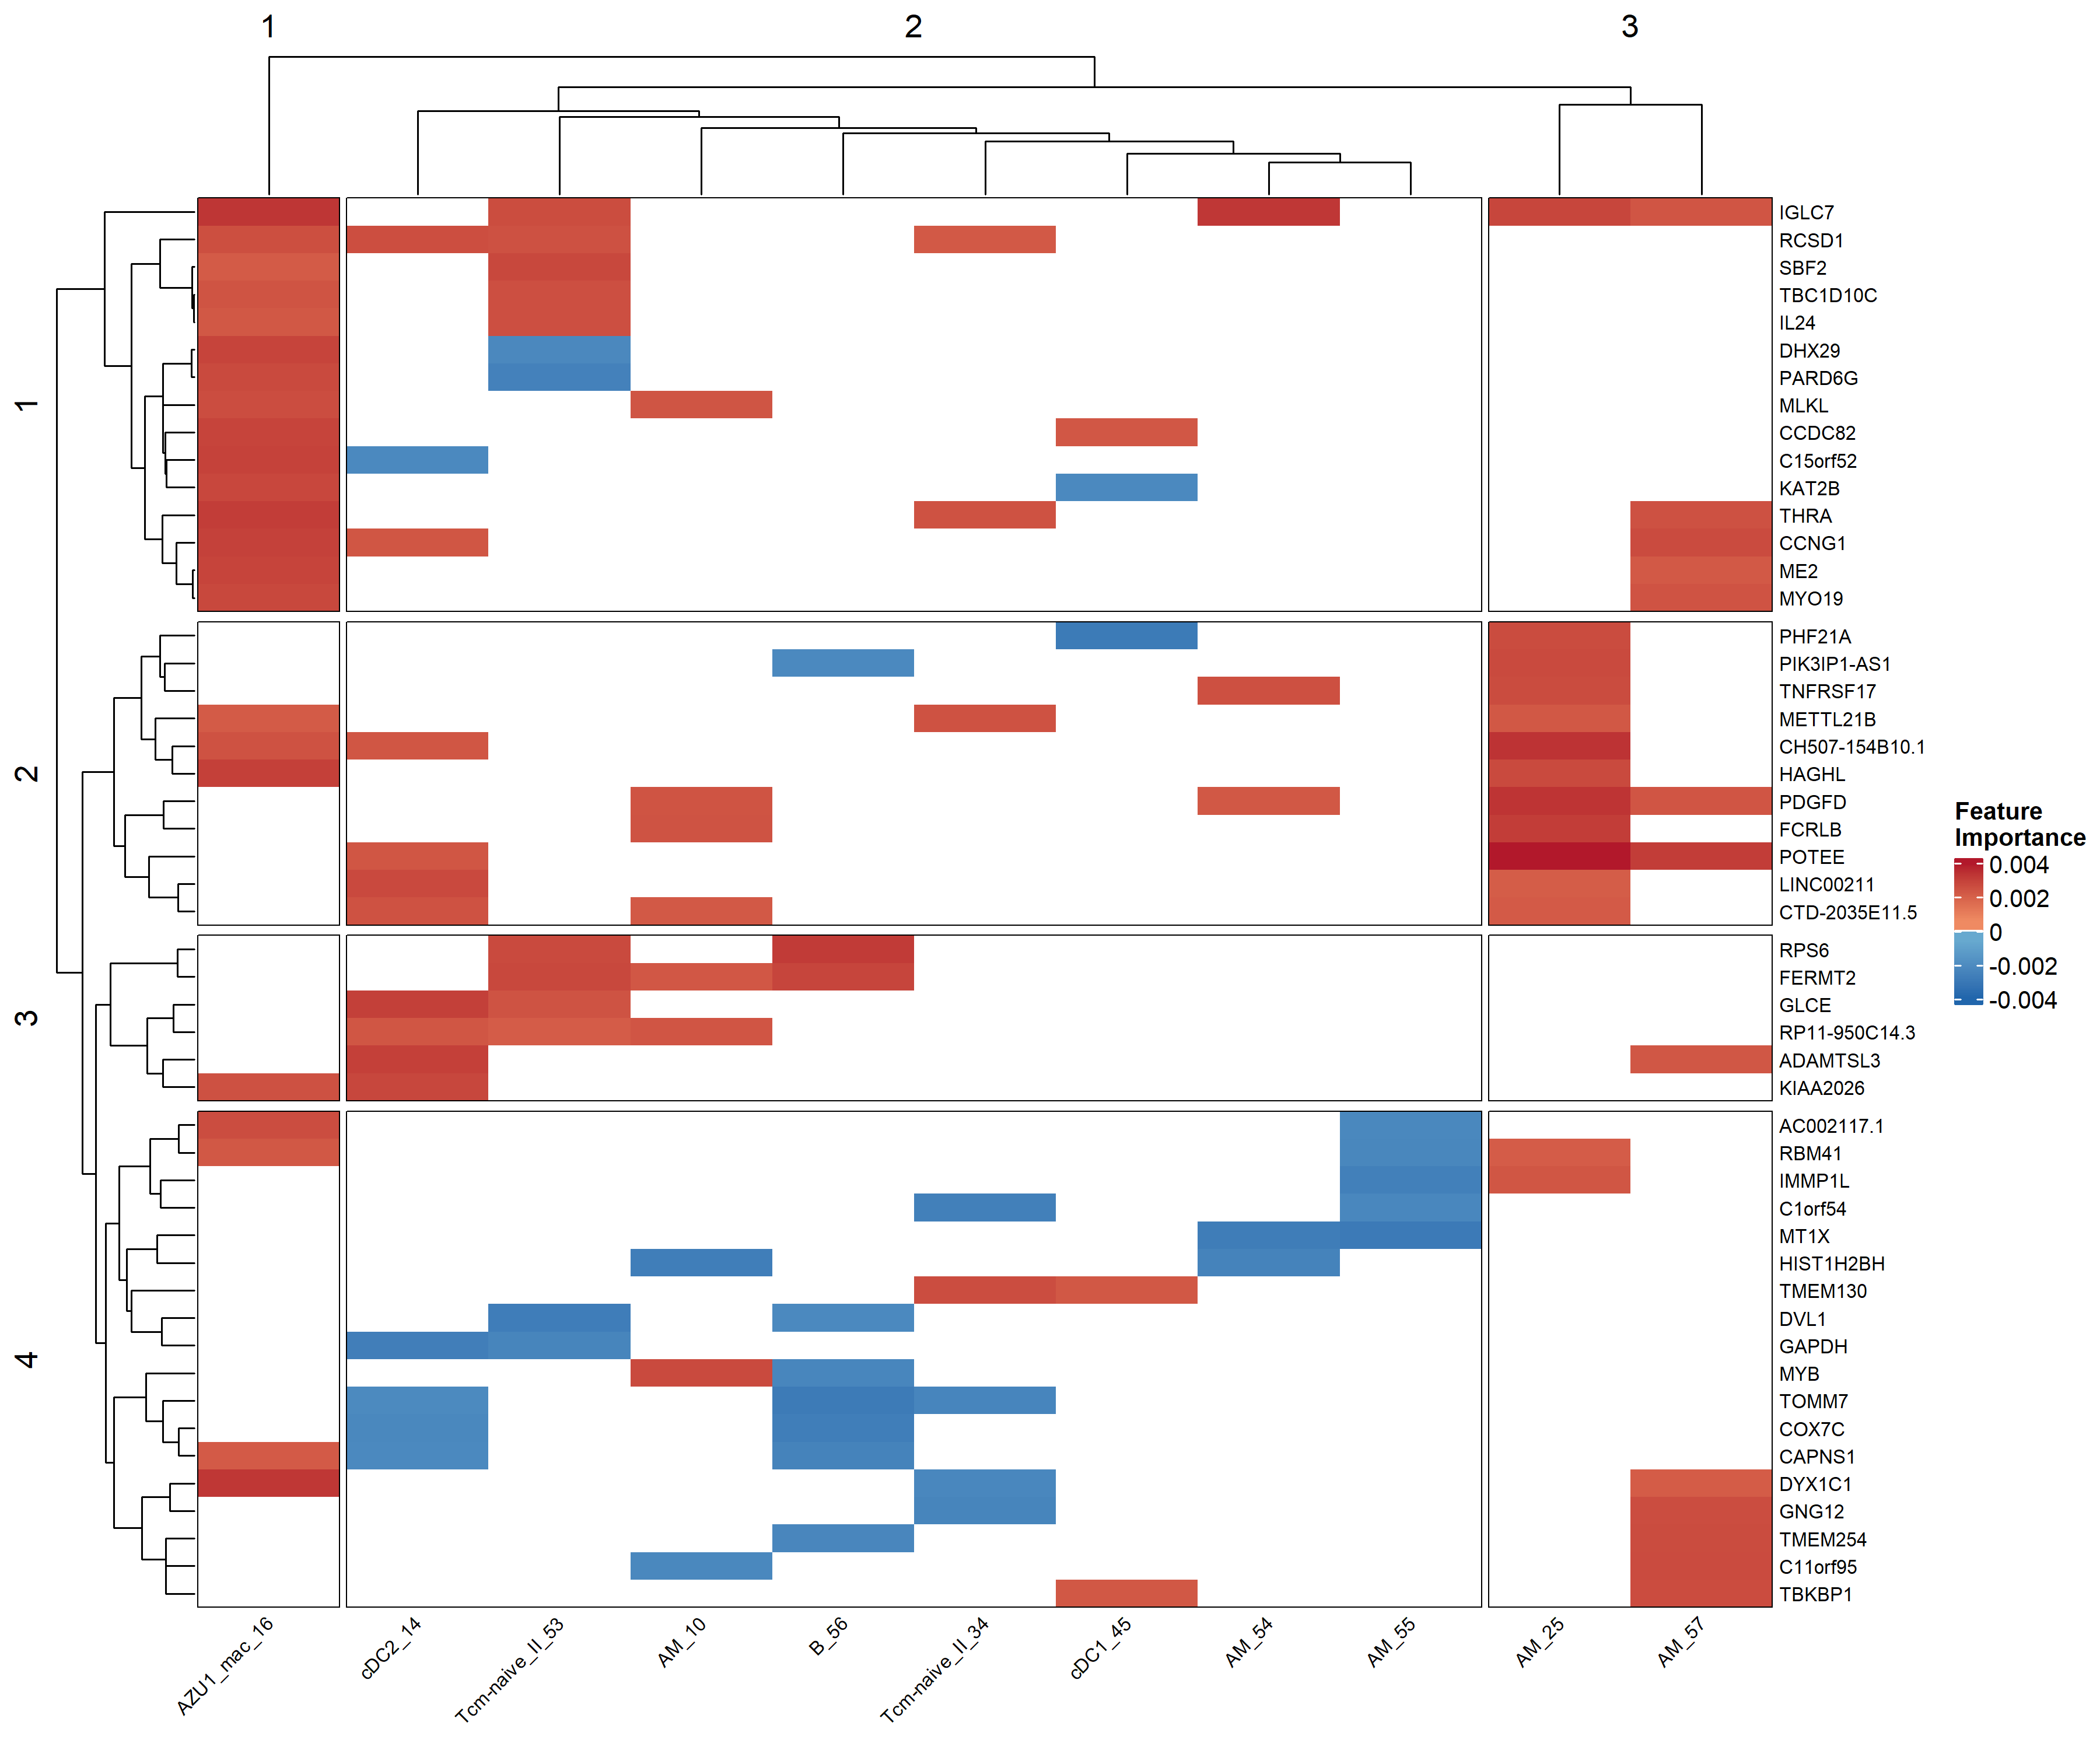 1
2
3
1
2
3
4
IGLC7
RCSD1
SBF2
TBC1D10C
IL24
DHX29
PARD6G
MLKL
CCDC82
C15orf52
KAT2B
THRA
CCNG1
ME2
MYO19
PHF21A
PIK3IP1-AS1
TNFRSF17
METTL21B
CH507-154B10.1
HAGHL
PDGFD
FCRLB
POTEE
LINC00211
CTD-2035E11.5
RPS6
FERMT2
GLCE
RP11-950C14.3
ADAMTSL3
KIAA2026
AC002117.1
RBM41
IMMP1L
C1orf54
MT1X
HIST1H2BH
TMEM130
DVL1
GAPDH
MYB
TOMM7
COX7C
CAPNS1
DYX1C1
GNG12
TMEM254
C11orf95
TBKBP1
Feature
Importance
0.004
0.002
0
-0.002
-0.004
AZU1_mac_16
cDC2_14
Tcm-naive_II_53
AM_10
B_56
Tcm-naive_II_34
cDC1_45
AM_54
AM_55
AM_25
AM_57